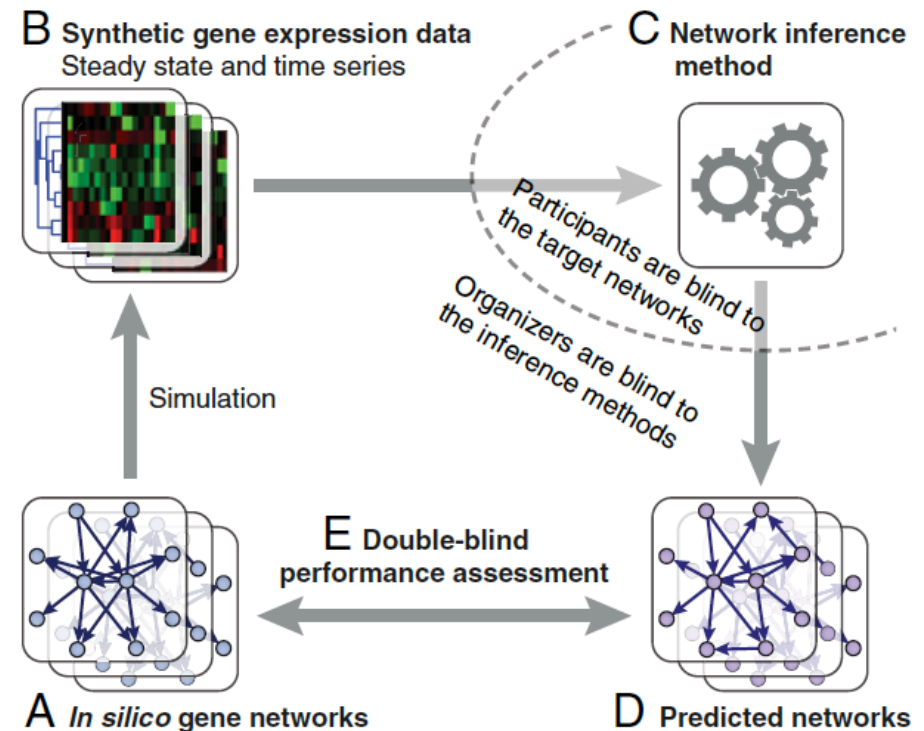 B Synthetic gene expression data
Steady state and time series
C Network inference
method
Participants are blind to
the target networks
Organizers are blind to
the inference methods
Simulation
E Double-blind
performance assessment
A In silico gene networks
D Predicted networks